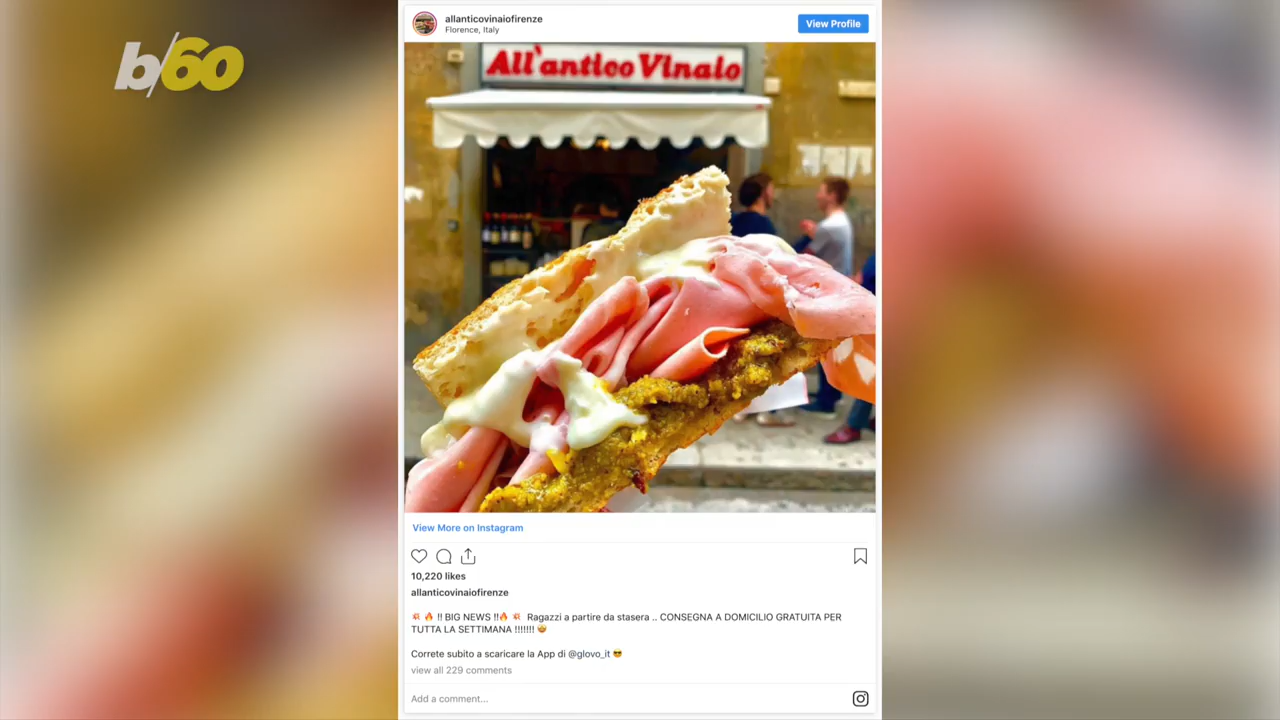 b/60
allanticovinaiofirenze
Florence, Italy
View Profile
All'antico Vinaio
View More on Instagram
10,220 likes
allanticovinaiofirenze
💥 🔥 !! BIG NEWS !!🔥 💥 Ragazzi a partire da stasera .. CONSEGNA A DOMICILIO GRATUITA PER
TUTTA LA SETTIMANA !!!!!!! 🤩
Correte subito a scaricare la App di @glovo_it 😎
view all 229 comments
Add a comment...